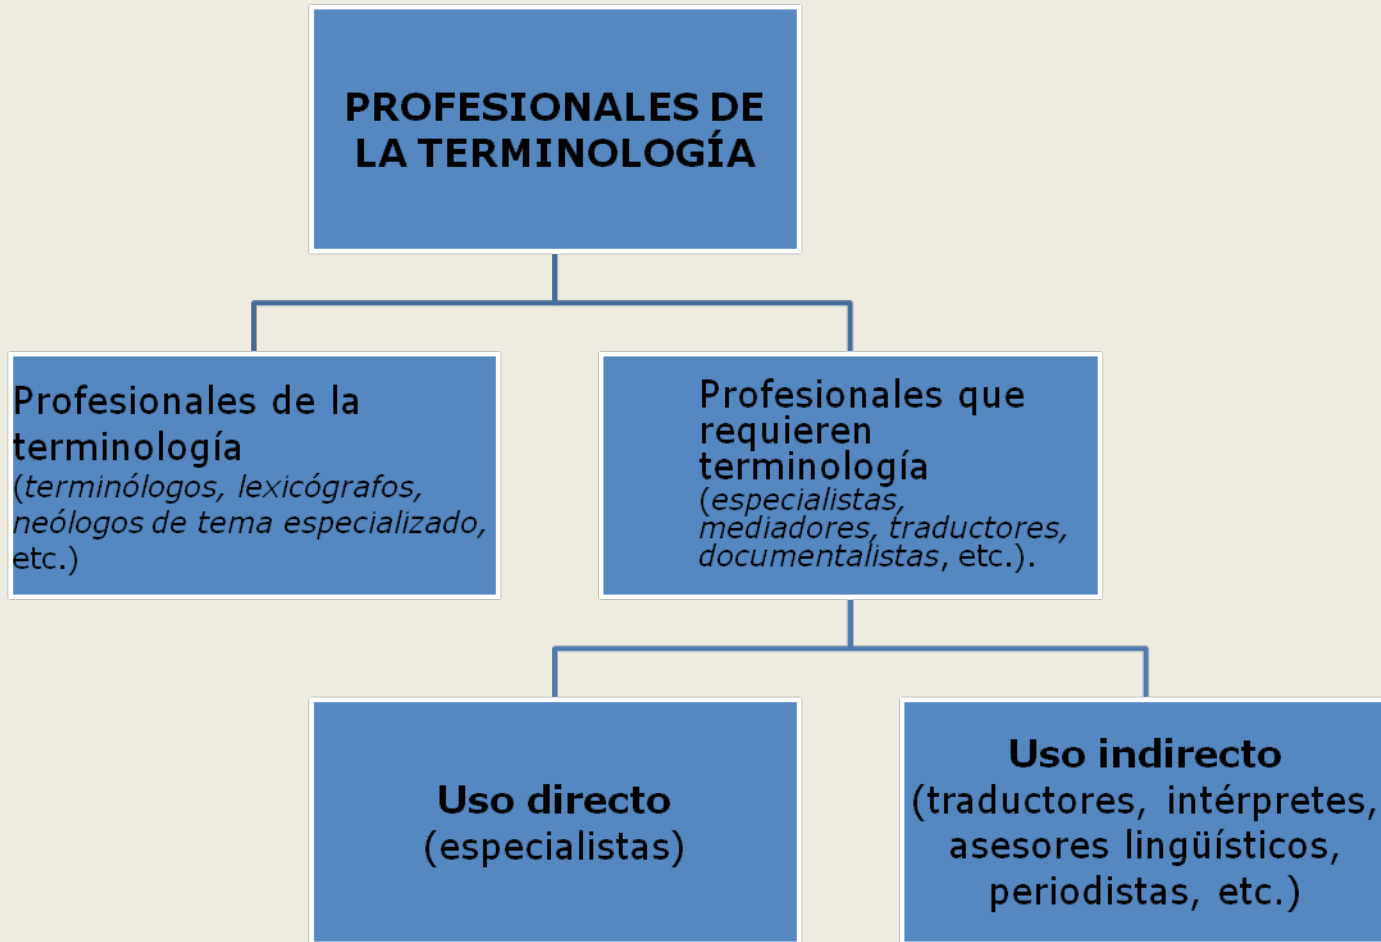 PROFESIONALES DE
LA TERMINOLOGÍA
Profesionales de la
terminología
(terminólogos, lexicógrafos,
neólogos de tema especializado,
etc.)
Profesionales que
requieren
terminología
(especialistas,
mediadores, traductores,
documentalistas, etc.).
Uso directo
(especialistas)
Uso indirecto
(traductores, intérpretes,
asesores lingüísticos,
periodistas, etc.)